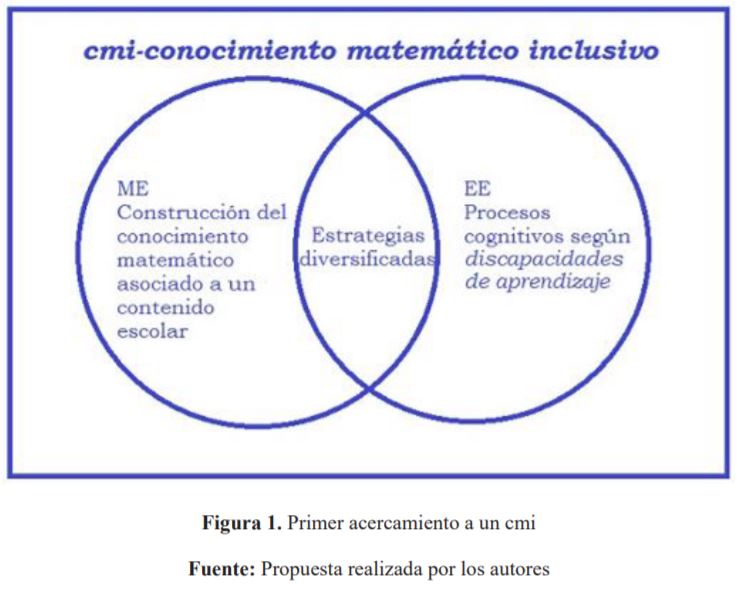 cmi-conocimiento matemático inclusivo
ME
Construcción del
conocimiento
matemático
asociado a un
contenido
escolar
Estrategias
diversificadas
EE
Procesos
cognitivos según
discapacidades
de aprendizaje
Figura 1. Primer acercamiento a un cmi
Fuente: Propuesta realizada por los autores